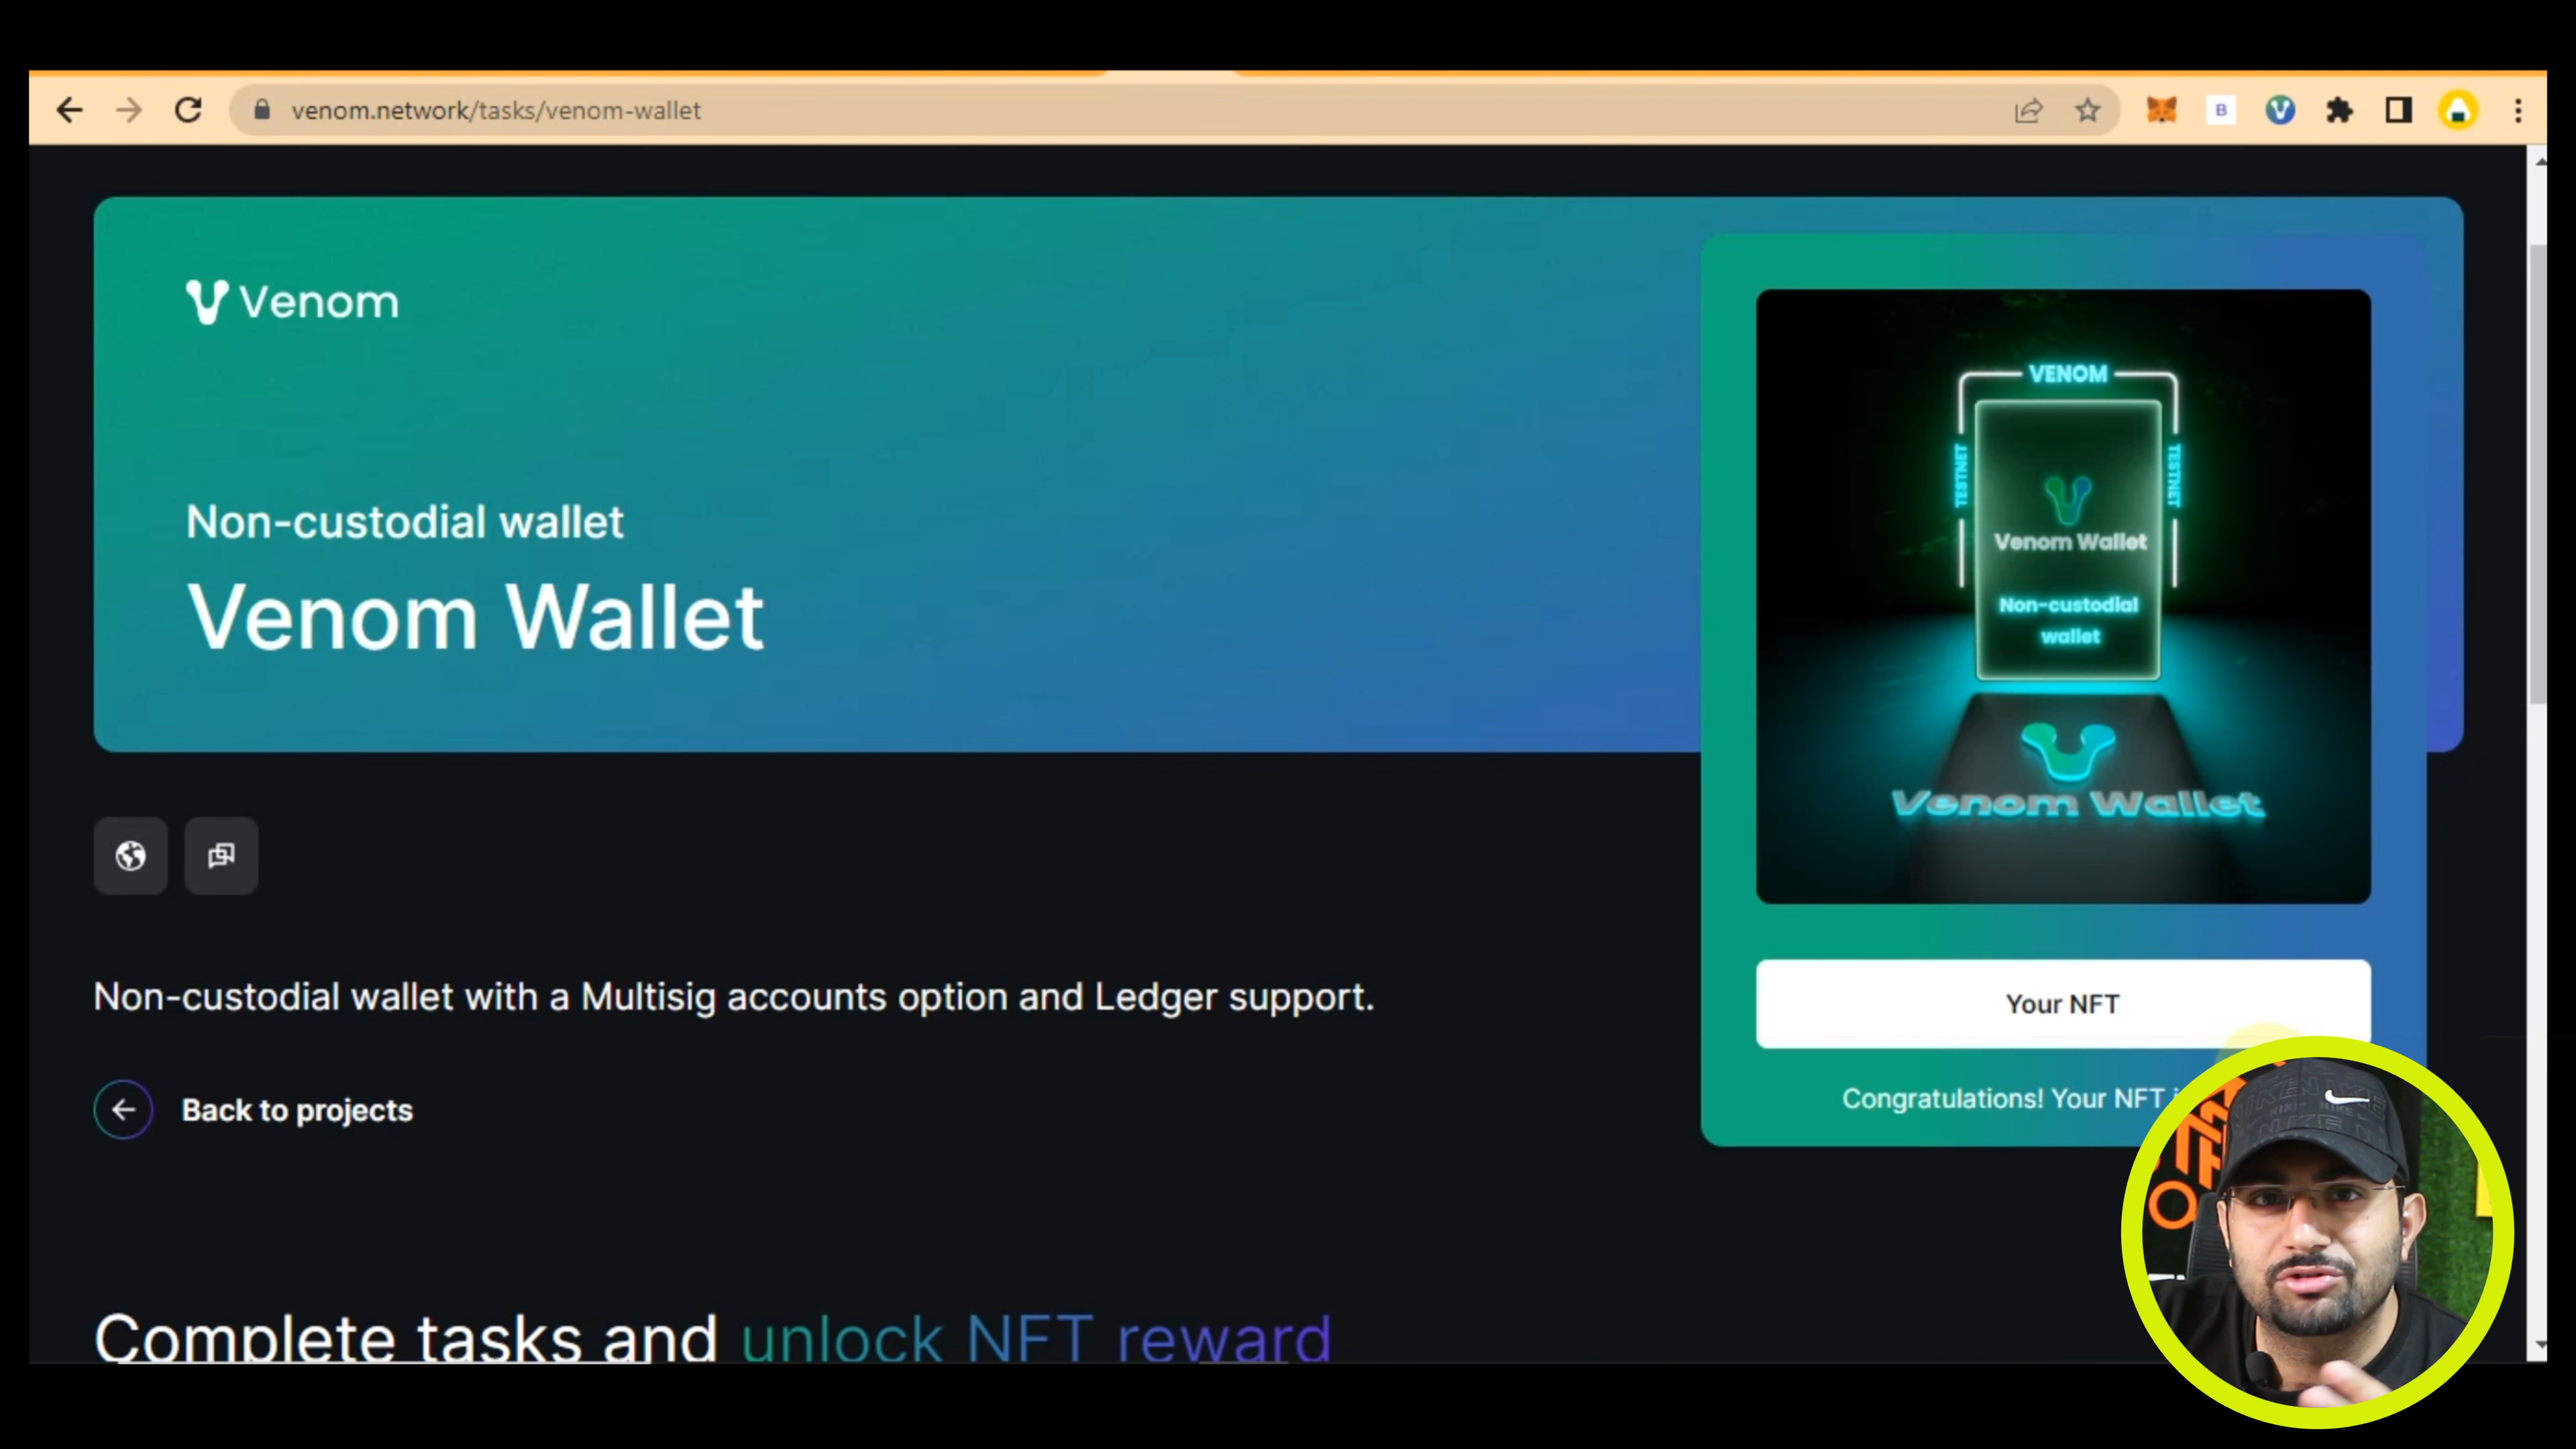 venom.network/tasks/venom-wallet
B
Venom
Non-custodial wallet
Venom Wallet
VENOM
TESTNET
TESTNET
Venom Wallet
Non-custodial
wallet
Venom Wallet
Non-custodial wallet with a Multisig accounts option and Ledger support.
Your NFT
Congratulations! Your NFT
Back to projects
Complete tasks and unlock NFT reward